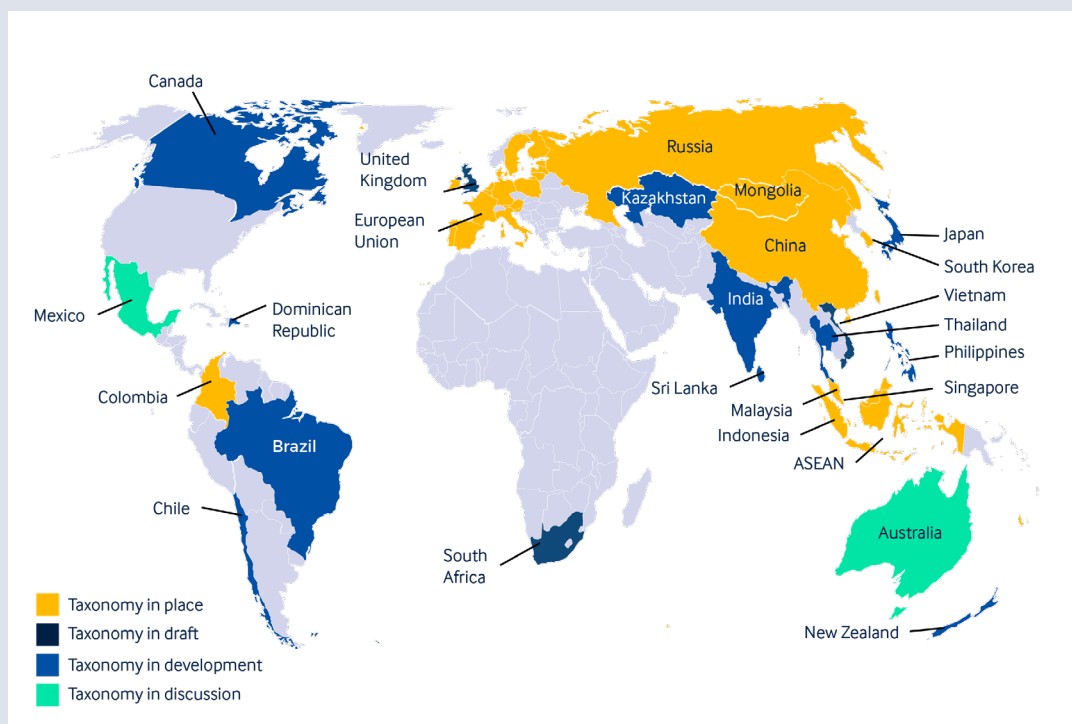 Canada
United
Kingdom
European
Union
Russia
Kazakhstan
Mongolia
China
Japan
South Korea
India
Vietnam
Thailand
Philippines
Sri Lanka
Singapore
Malaysia
Indonesia
ASEAN
Mexico
Dominican
Republic
Colombia
Brazil
Chile
South
Africa
Australia
New Zealand
Taxonomy in place
Taxonomy in draft
Taxonomy in development
Taxonomy in discussion